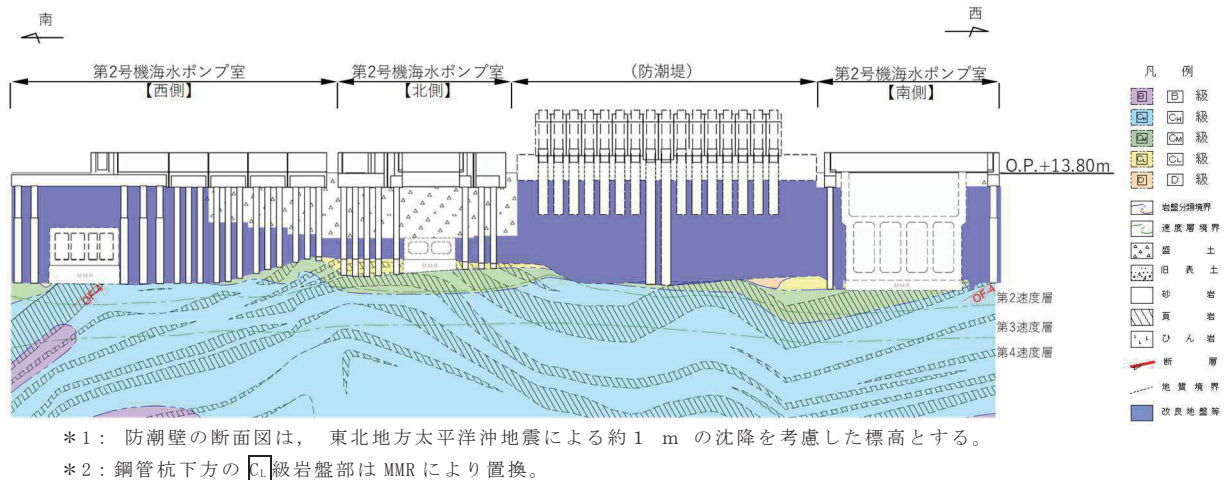 南
西
第2号機海水ポンプ室
【西側】
第2号機海水ポンプ室
【北側】
(防潮堤)
第2号機海水ポンプ室
【南側】
O.P.+13.80m
MMR
MMR
MMR
OF-4
OF-4
第2速度層
第3速度層
第4速度層
凡 例
B B 級
CH CH 級
CM CM 級
CL CL 級
D D 級
岩盤分類境界
速度層境界
盛 土
旧 表 土
砂 岩
頁 岩
ひ ん 岩
断 層
地 質 境 界
改良地盤等
*1: 防潮壁の断面図は, 東北地方太平洋沖地震による約1 m の沈降を考慮した標高とする。
*2:鋼管杭下方の CL級岩盤部は MMR により置換。